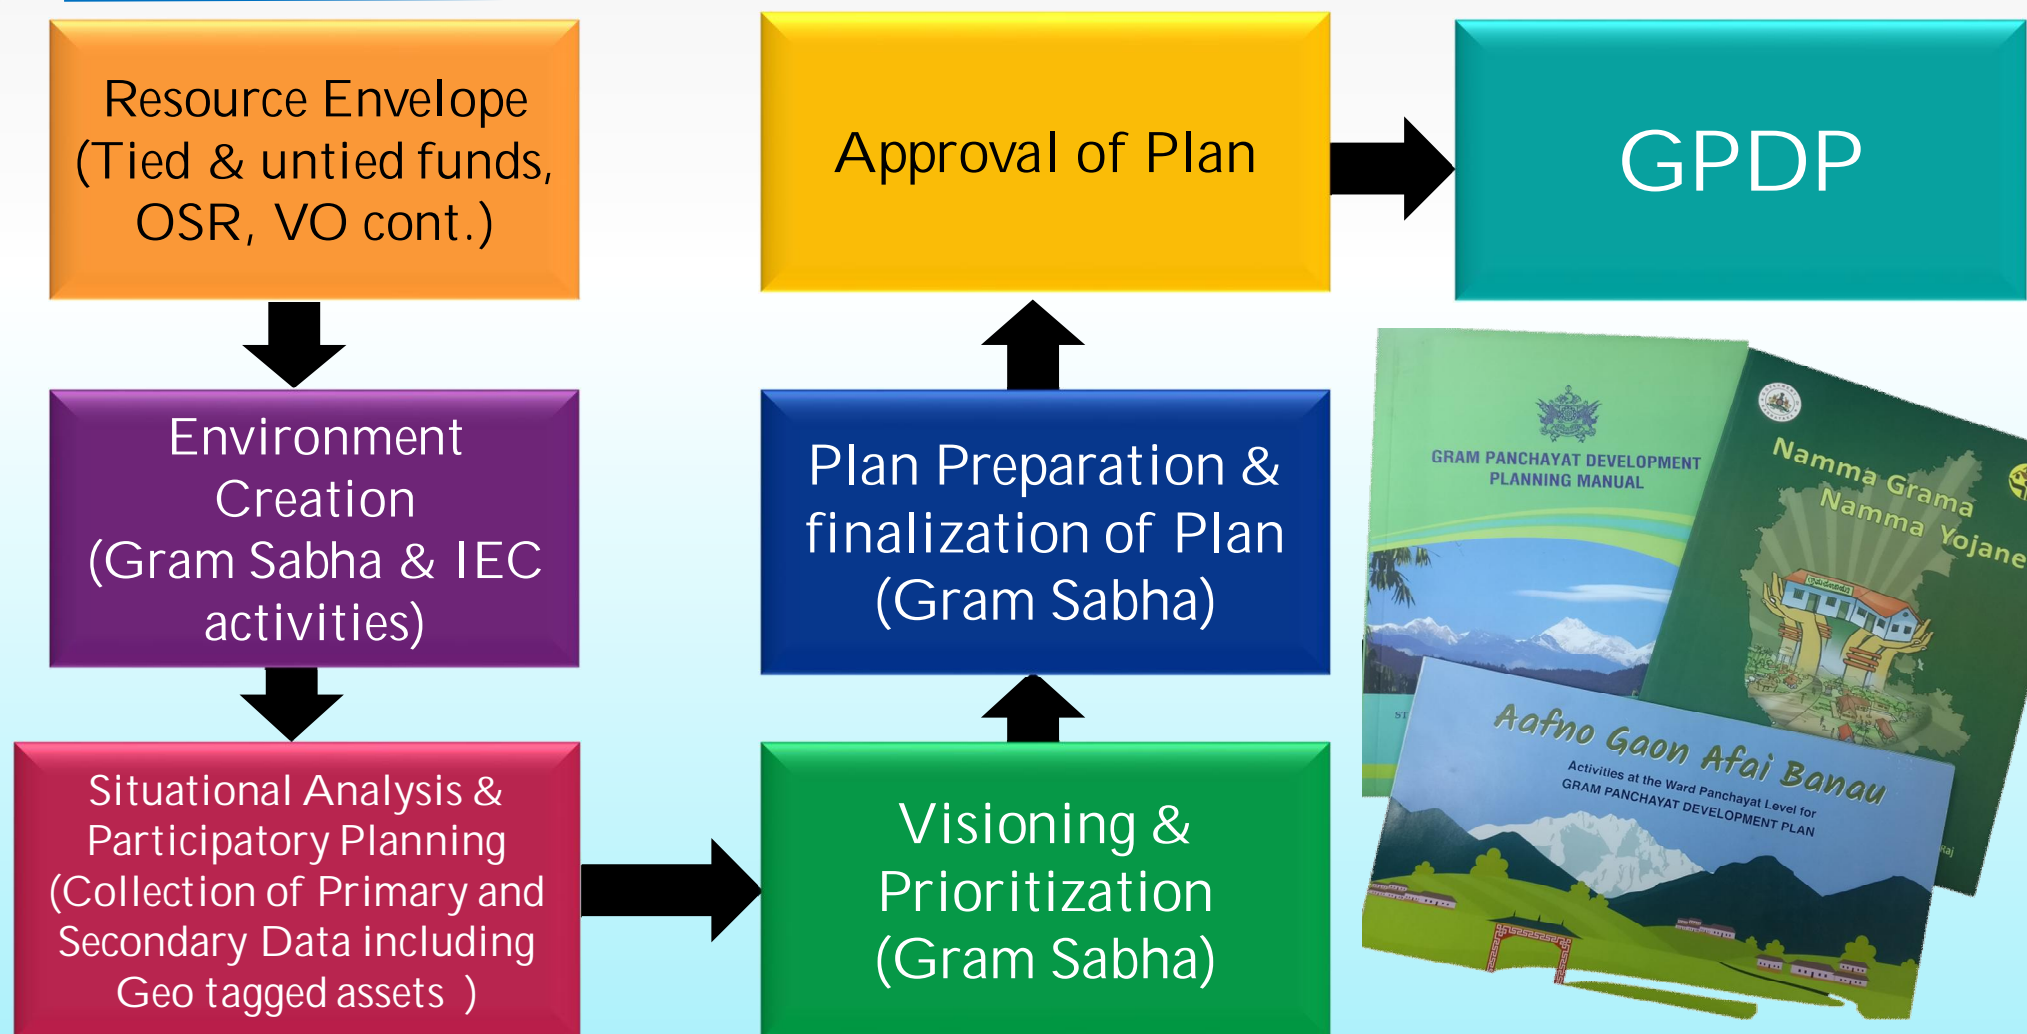 Resource Envelope
(Tied & untied funds,
OSR, VO cont.)
Environment
Creation
(Gram Sabha & IEC
activities)
Situational Analysis &
Participatory Planning
(Collection of Primary and
Secondary Data including
Geo tagged assets )
Visioning &
Prioritization
(Gram Sabha)
Plan Preparation &
finalization of Plan
(Gram Sabha)
Approval of Plan
GPDP
GRAM PANCHAYAT DEVELOPMENT
PLANNING MANUAL
Namma Grama
Namma Yojane
Aafno Gaon Afai Banau
Activities at the Ward Panchayat Level for
GRAM PANCHAYAT DEVELOPMENT PLAN